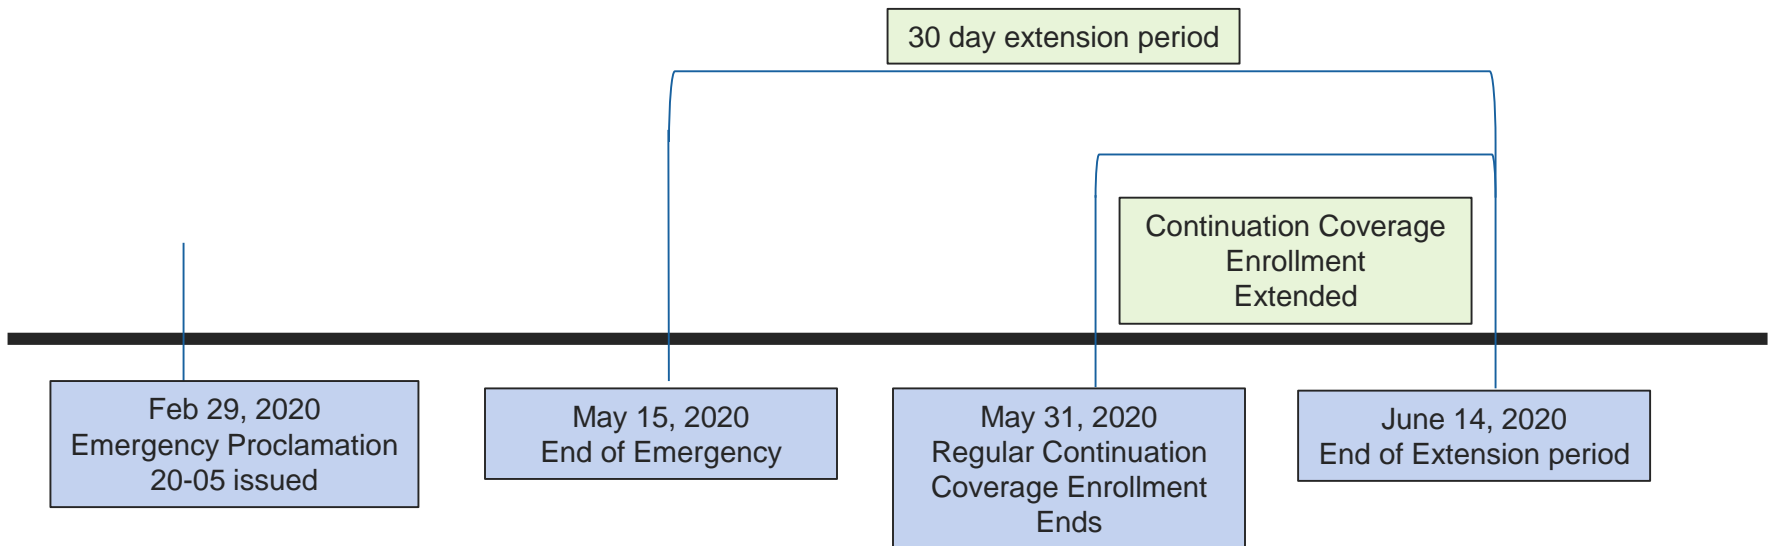 30 day extension period
Continuation Coverage
Enrollment
Extended
Feb 29, 2020
Emergency Proclamation
20-05 issued
May 15, 2020
End of Emergency
May 31, 2020
Regular Continuation
Coverage Enrollment
Ends
June 14, 2020
End of Extension period